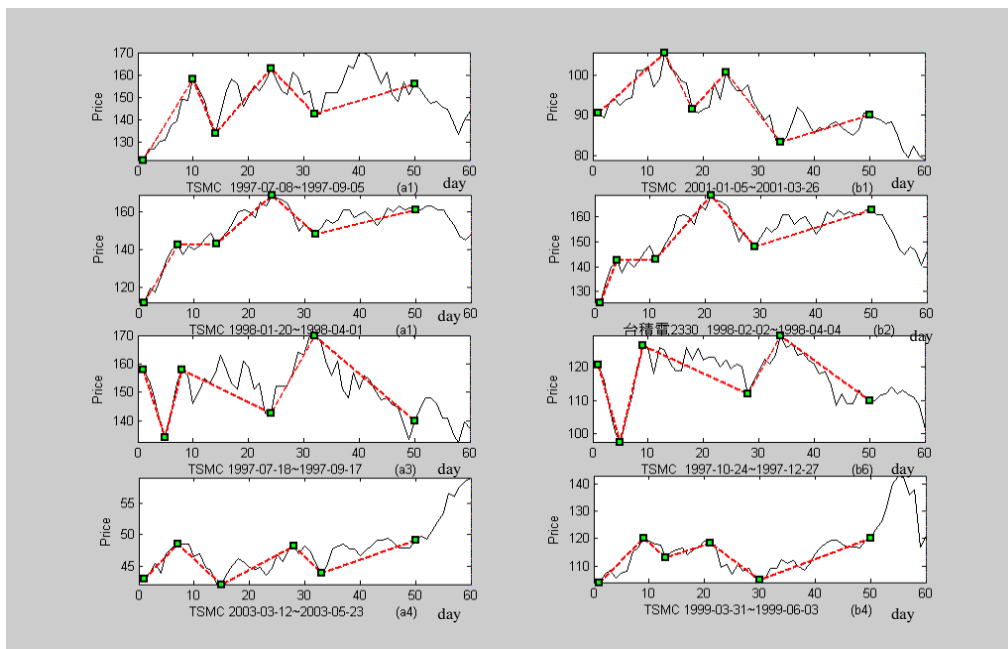 170
160
150
140
130
Price
0 10 20 30 40 50 60
TSMC 1997-07-08~1997-09-05 (a1) day
100
90
80
Price
0 10 20 30 40 50 60
TSMC 2001-01-05~2001-03-26 (b1) day
160
140
120
Price
0 10 20 30 40 50 60
TSMC 1998-01-20~1998-04-01 (a1) day
160
150
140
130
Price
0 10 20 30 40 50 60
台積電2330 1998-02-02~1998-04-04 (b2) day
170
160
150
140
Price
0 10 20 30 40 50 60
TSMC 1997-07-18~1997-09-17 (a3) day
120
110
100
Price
0 10 20 30 40 50 60
TSMC 1997-10-24~1997-12-27 (b6) day
55
50
45
Price
0 10 20 30 40 50 60
TSMC 2003-03-12~2003-05-23 (a4) day
140
130
120
110
Price
0 10 20 30 40 50 60
TSMC 1999-03-31~1999-06-03 (b4) day